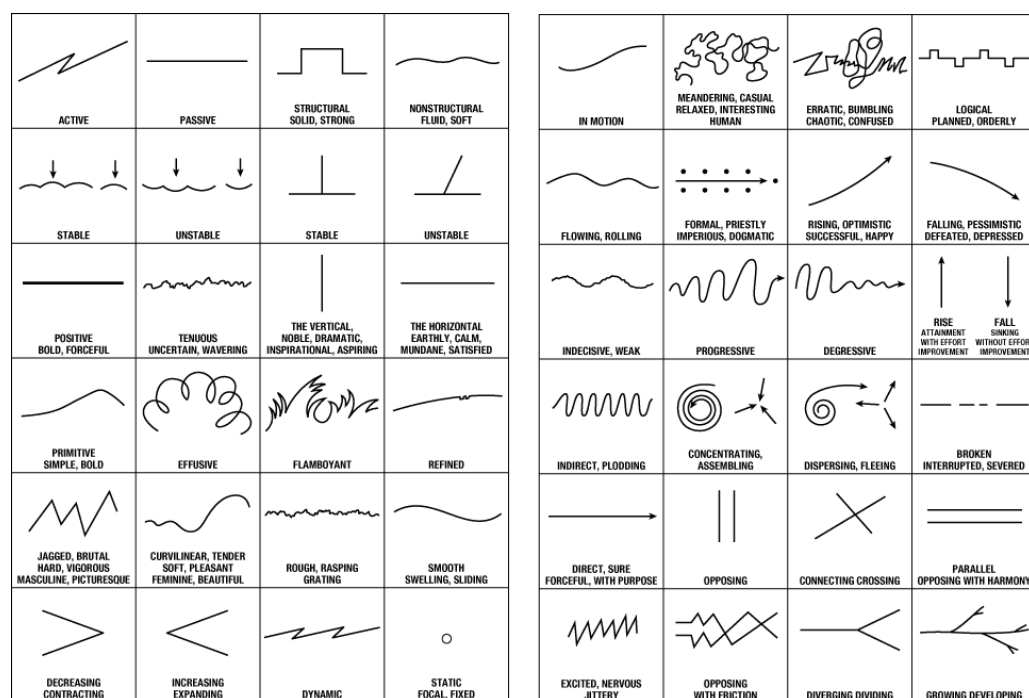 ACTIVE
PASSIVE
STRUCTURAL
SOLID, STRONG
NONSTRUCTURAL
FLUID, SOFT
STABLE
UNSTABLE
STABLE
UNSTABLE
POSITIVE
BOLD, FORCEFUL
TENUOUS
UNCERTAIN, WAVERING
THE VERTICAL,
NOBLE, DRAMATIC,
INSPIRATIONAL, ASPIRING
THE HORIZONTAL
EARTHLY, CALM,
MUNDANE, SATISFIED
PRIMITIVE
SIMPLE, BOLD
EFFUSIVE
FLAMBOYANT
REFINED
JAGGED, BRUTAL
HARD, VIGOROUS
MASCULINE, PICTURESQUE
CURVILINEAR, TENDER
SOFT, PLEASANT
FEMININE, BEAUTIFUL
ROUGH, RASPING
GRATING
SMOOTH
SWELLING, SLIDING
DECREASING
CONTRACTING
INCREASING
EXPANDING
DYNAMIC
STATIC
FOCAL, FIXED
IN MOTION
MEANDERING, CASUAL
RELAXED, INTERESTING
HUMAN
ERRATIC, BUMBLING
CHAOTIC, CONFUSED
LOGICAL
PLANNED, ORDERLY
FLOWING, ROLLING
FORMAL, PRIESTLY
IMPERIOUS, DOGMATIC
RISING, OPTIMISTIC
SUCCESSFUL, HAPPY
FALLING, PESSIMISTIC
DEFEATED, DEPRESSED
INDECISIVE, WEAK
PROGRESSIVE
DEGRESSIVE
RISE
ATTAINMENT
WITH EFFORT
IMPROVEMENT
FALL
SINKING
WITHOUT EFFORT
IMPROVEMENT
INDIRECT, PLODDING
CONCENTRATING,
ASSEMBLING
DISPERSING, FLEEING
BROKEN
INTERRUPTED, SEVERED
DIRECT, SURE
FORCEFUL, WITH PURPOSE
OPPOSING
CONNECTING CROSSING
PARALLEL
OPPOSING WITH HARMONY
EXCITED, NERVOUS
JITTERY
OPPOSING
WITH FRICTION
DIVERGING DIVIDING
GROWING DEVELOPING